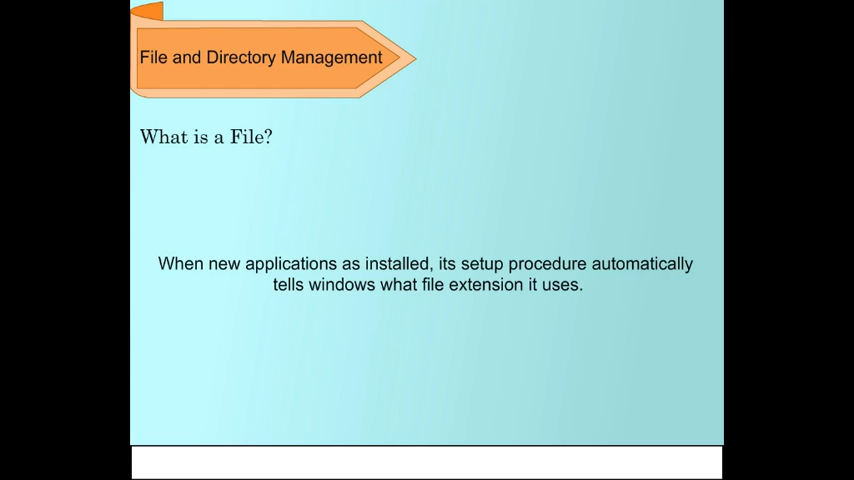 File and Directory Management
What is a File?
When new applications as installed, its setup procedure automatically
tells windows what file extension it uses.